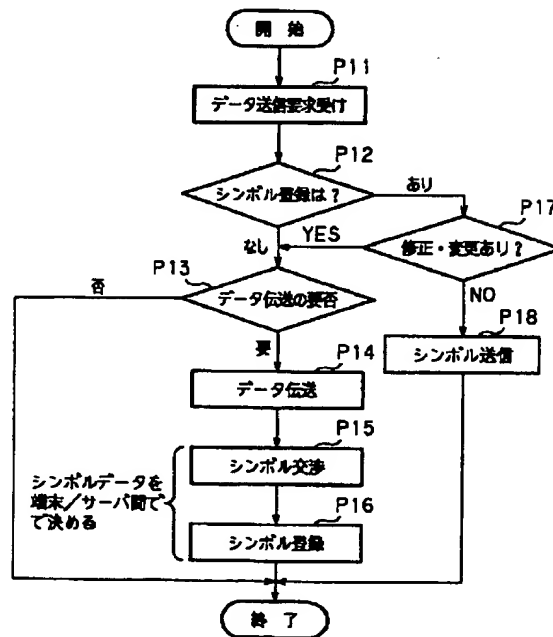 開始
P11
データ送信要求受け
P12
シンボル登録は？
あり
P17
なし
YES
修正・変更あり？
P13
否
データ伝送の要否
NO
P18
要
シンボル送信
P14
データ伝送
P15
シンボル交渉
シンボルデータを
端末／サーバ間で
で決める
P16
シンボル登録
終了